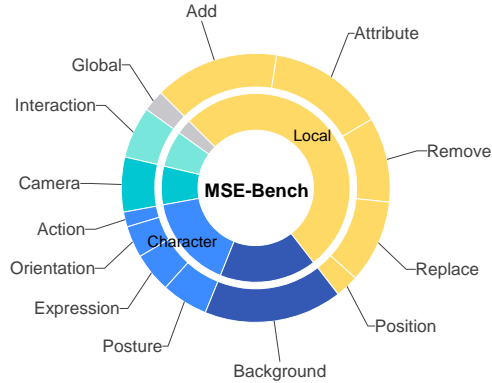 Add
Attribute
Global
Interaction
Local
Remove
Camera
MSE-Bench
Action
Character
Orientation
Replace
Expression
Position
Posture
Background